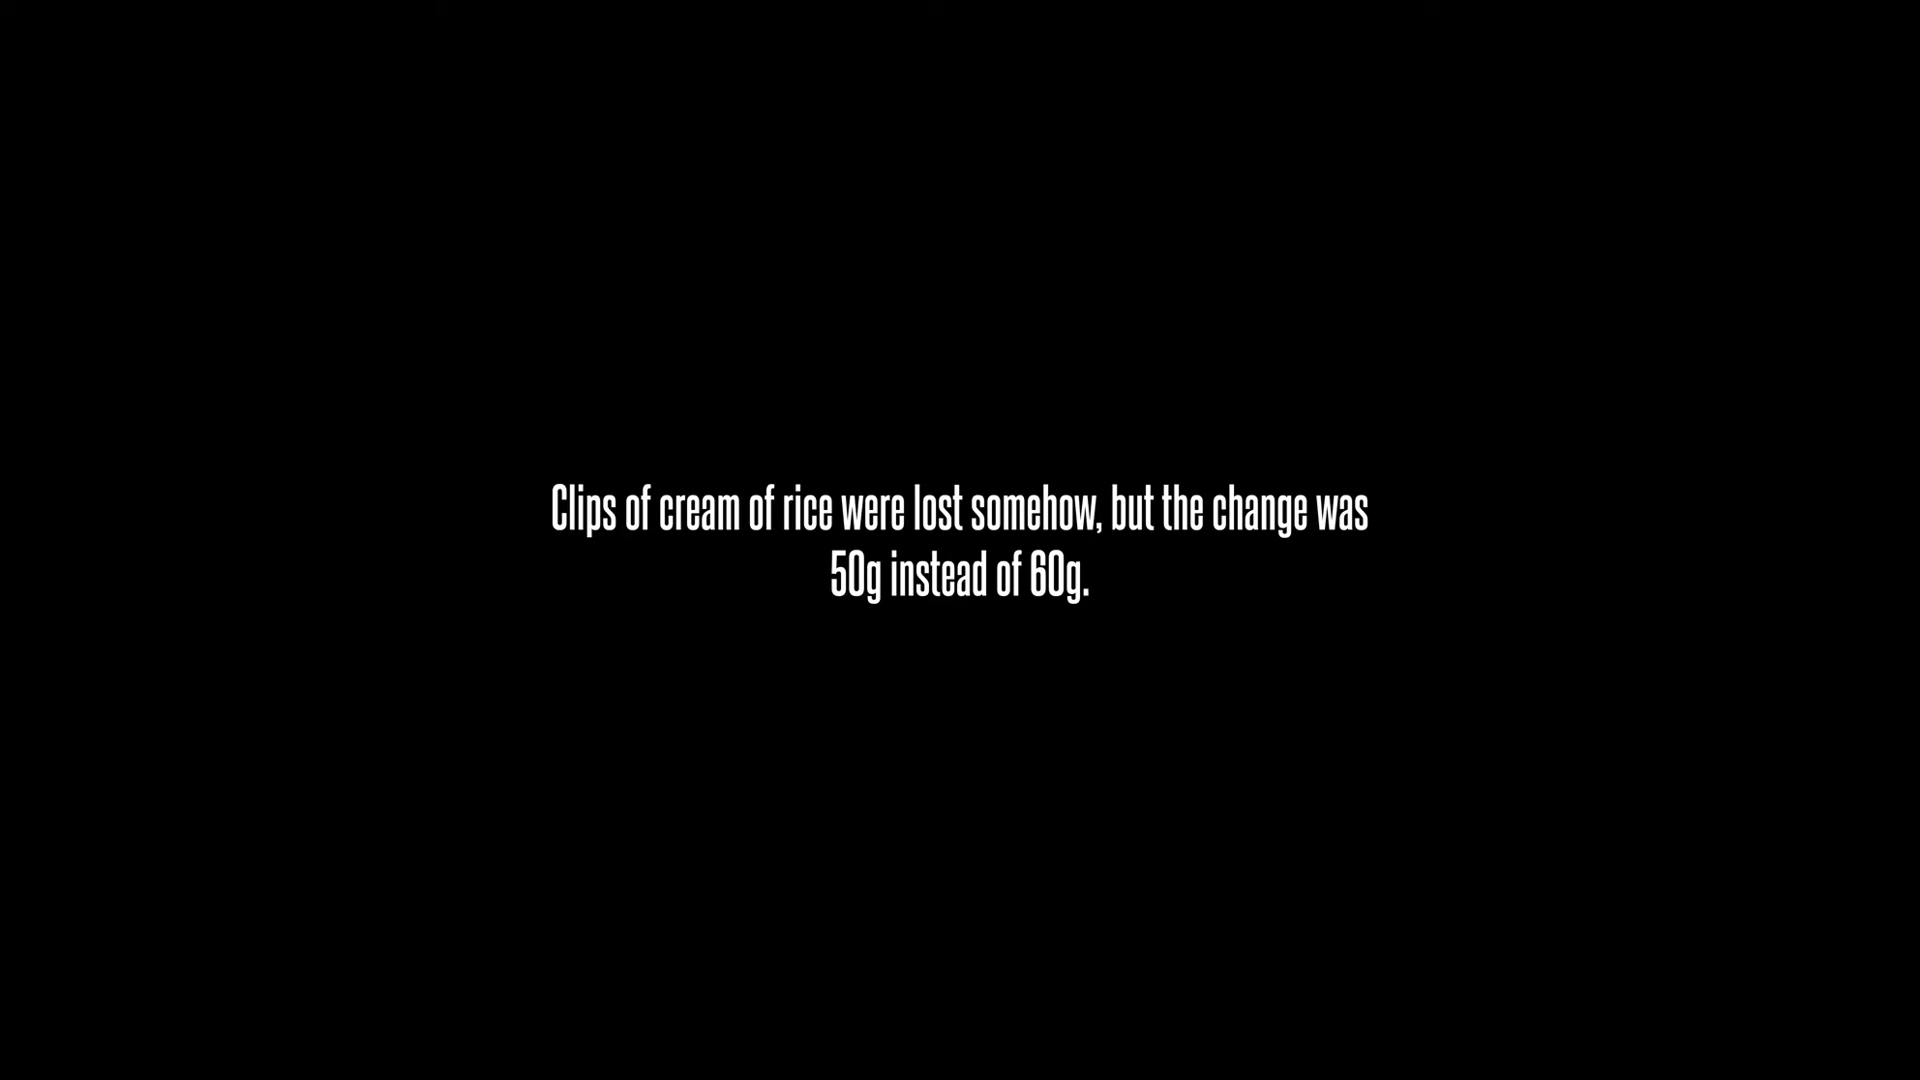 Clips of cream of rice were lost somehow, but the change was
50g instead of 60g.